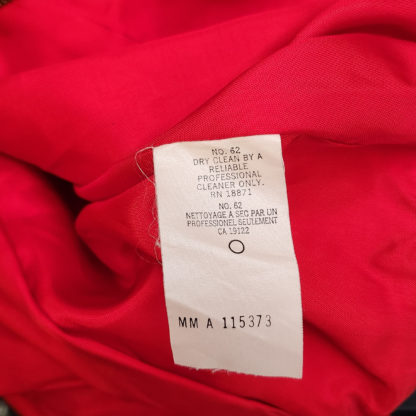 NO. 62
DRY CLEAN BY A
RELIABLE
PROFESSIONAL
CLEANER ONLY.
RN 18871
NO. 62
NETTOYAGE A SEC PAR UN
PROFESSIONEL SEULEMENT
CA 19122
MM A 115373